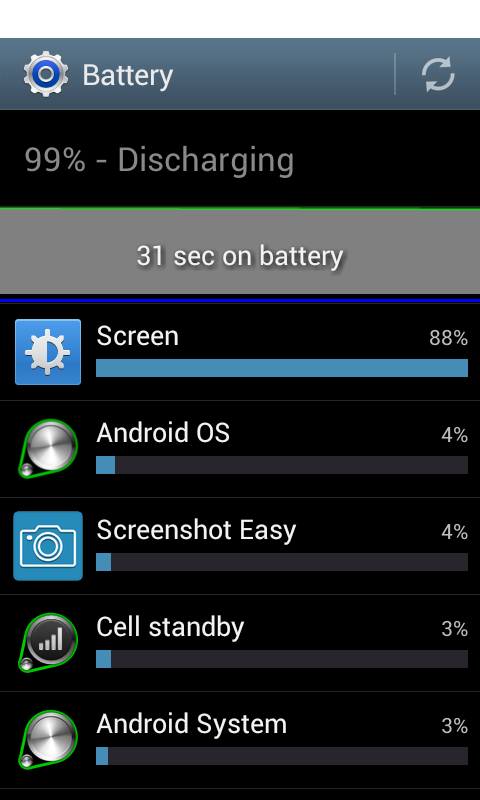 Battery
99% - Discharging
31 sec on battery
Screen 88%
Android OS 4%
Screenshot Easy 4%
Cell standby 3%
Android System 3%